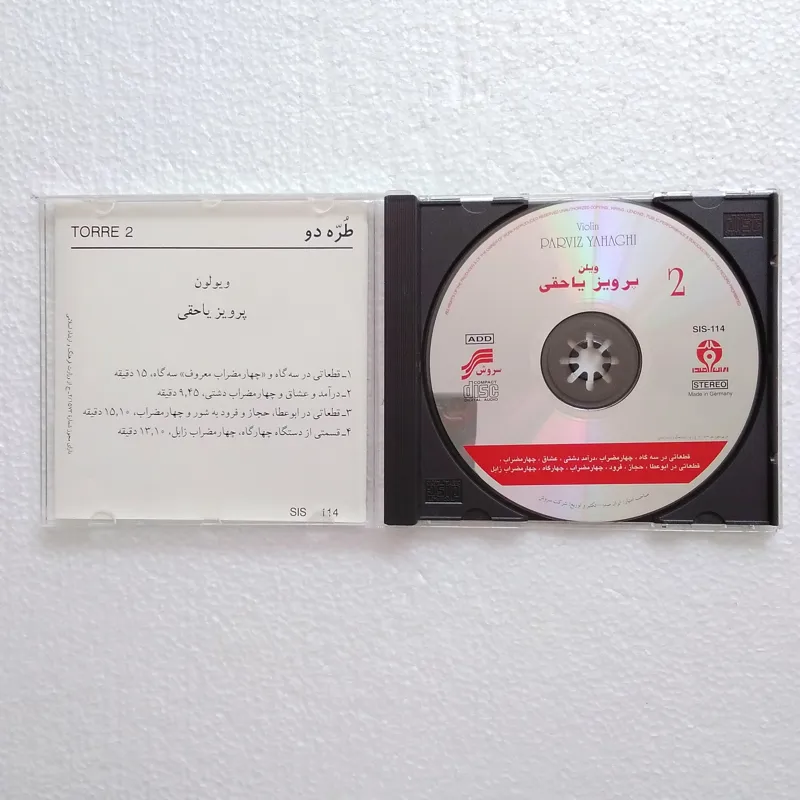 TORRE 2
طُرّه دو
ویولون
پرویز یاحقی
۱ـ قطعاتی در سه گاه و «چهارمضراب معروف» سه گاه، ۱۵ دقیقه
۲ـ درآمد و عشاق و چهارمضراب دشتی، ۹,۴۵ دقیقه
۳ـ قطعاتی در ابوعطا، حجاز و فرود به شور و چهارمضراب، ۱۵,۱۰ دقیقه
۴ـ قسمتی از دستگاه چهارگاه، چهارمضراب زابل، ۱۳,۱۰ دقیقه
SIS 114
Violin
PARVIZ YAHAGHI
ویلن
پرویز یاحقی
2
SIS-114
ADD
سروش
COMPACT
disc
DIGITAL AUDIO
STEREO
Made in Germany
قطعاتی در سه گاه ، چهارمضراب ،درآمد دشتی ، عشاق ، چهارمضراب ،
قطعاتی در ابوعطا ، حجاز ، فرود ، چهارمضراب ، چهارگاه ، چهارمضراب زابل